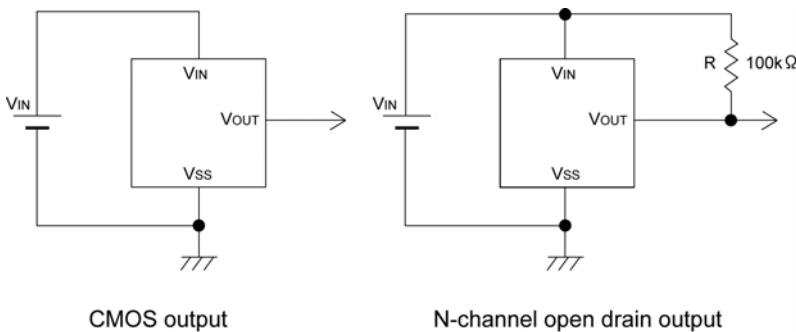 VIN
VIN
VOUT
VSS
CMOS output
VIN
VIN
VOUT
VSS
R 100kΩ
N-channel open drain output